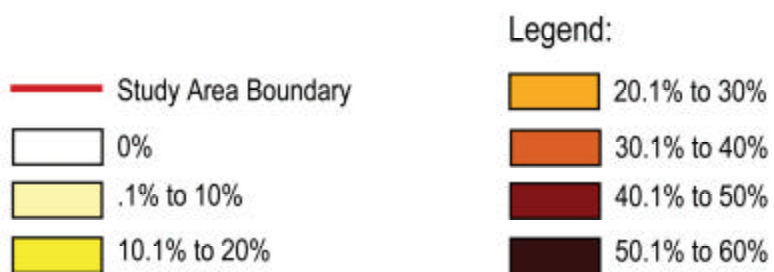 Legend:
Study Area Boundary
0%
.1% to 10%
10.1% to 20%
20.1% to 30%
30.1% to 40%
40.1% to 50%
50.1% to 60%